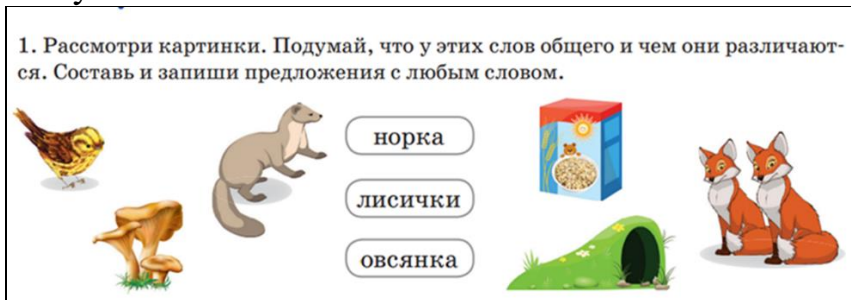 1. Рассмотри картинки. Подумай, что у этих слов общего и чем они различают-
ся. Составь и запиши предложения с любым словом.
норка
лисички
овсянка